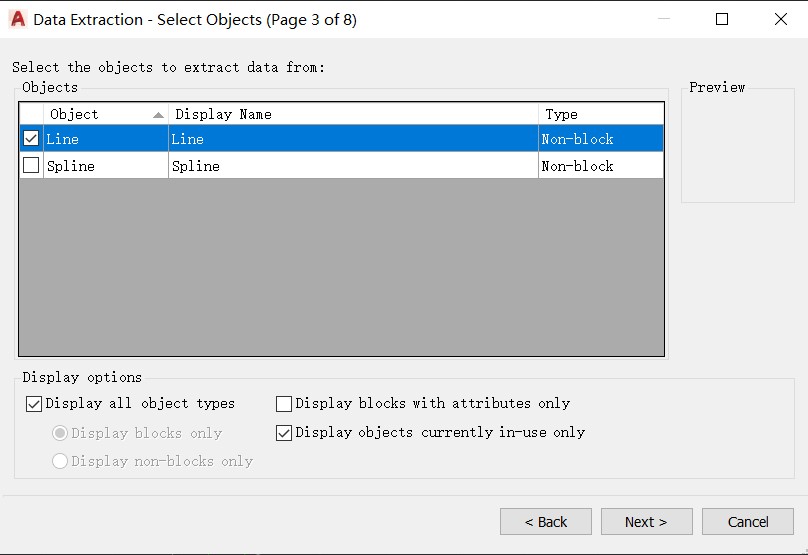 Data Extraction - Select Objects (Page 3 of 8)
Select the objects to extract data from:
Objects
Preview
Object Display Name Type
Line Line Non-block
Spline Spline Non-block
Display options
Display all object types Display blocks with attributes only
Display blocks only Display objects currently in-use only
Display non-blocks only
< Back Next > Cancel